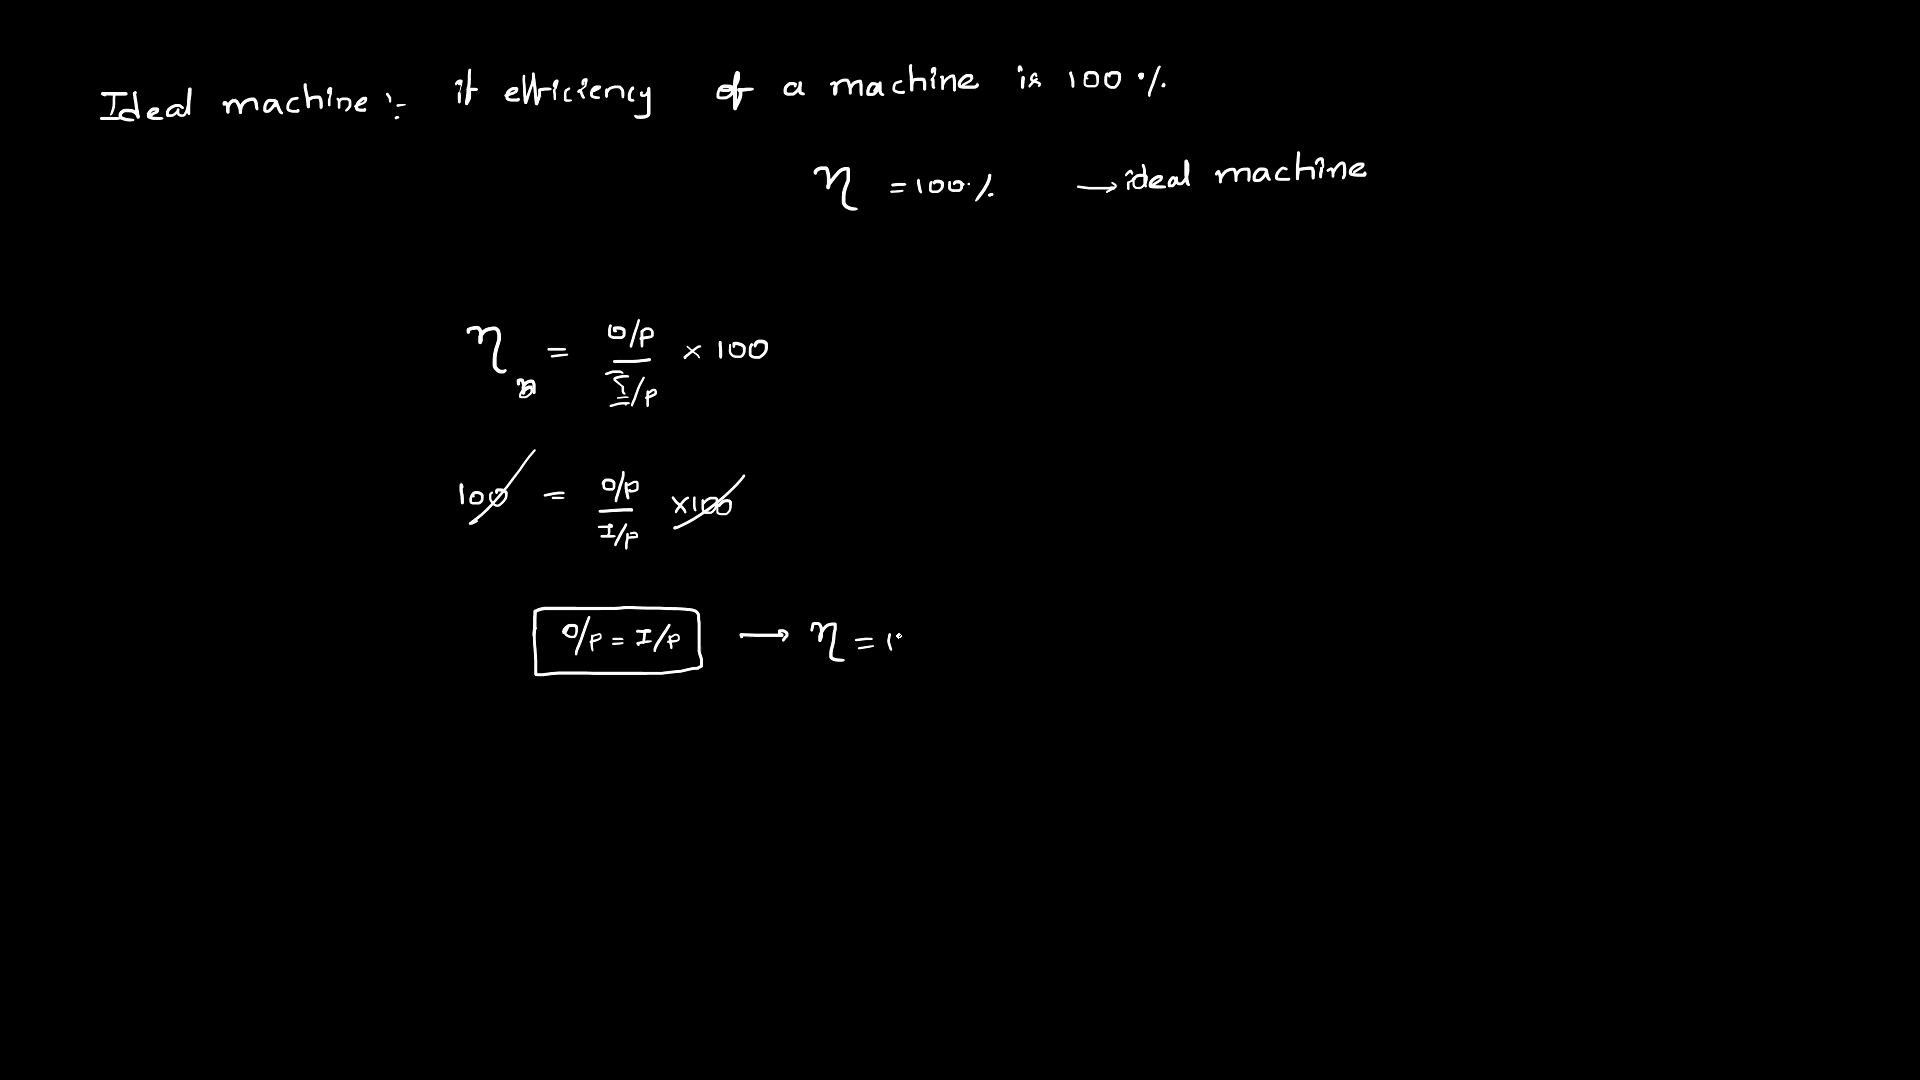 Ideal machine :- if efficiency of a machine is 100 %
η = 100 % → ideal machine
η = O/P / I/P × 100
100 = O/P / I/P × 100
O/P = I/P → η = 1